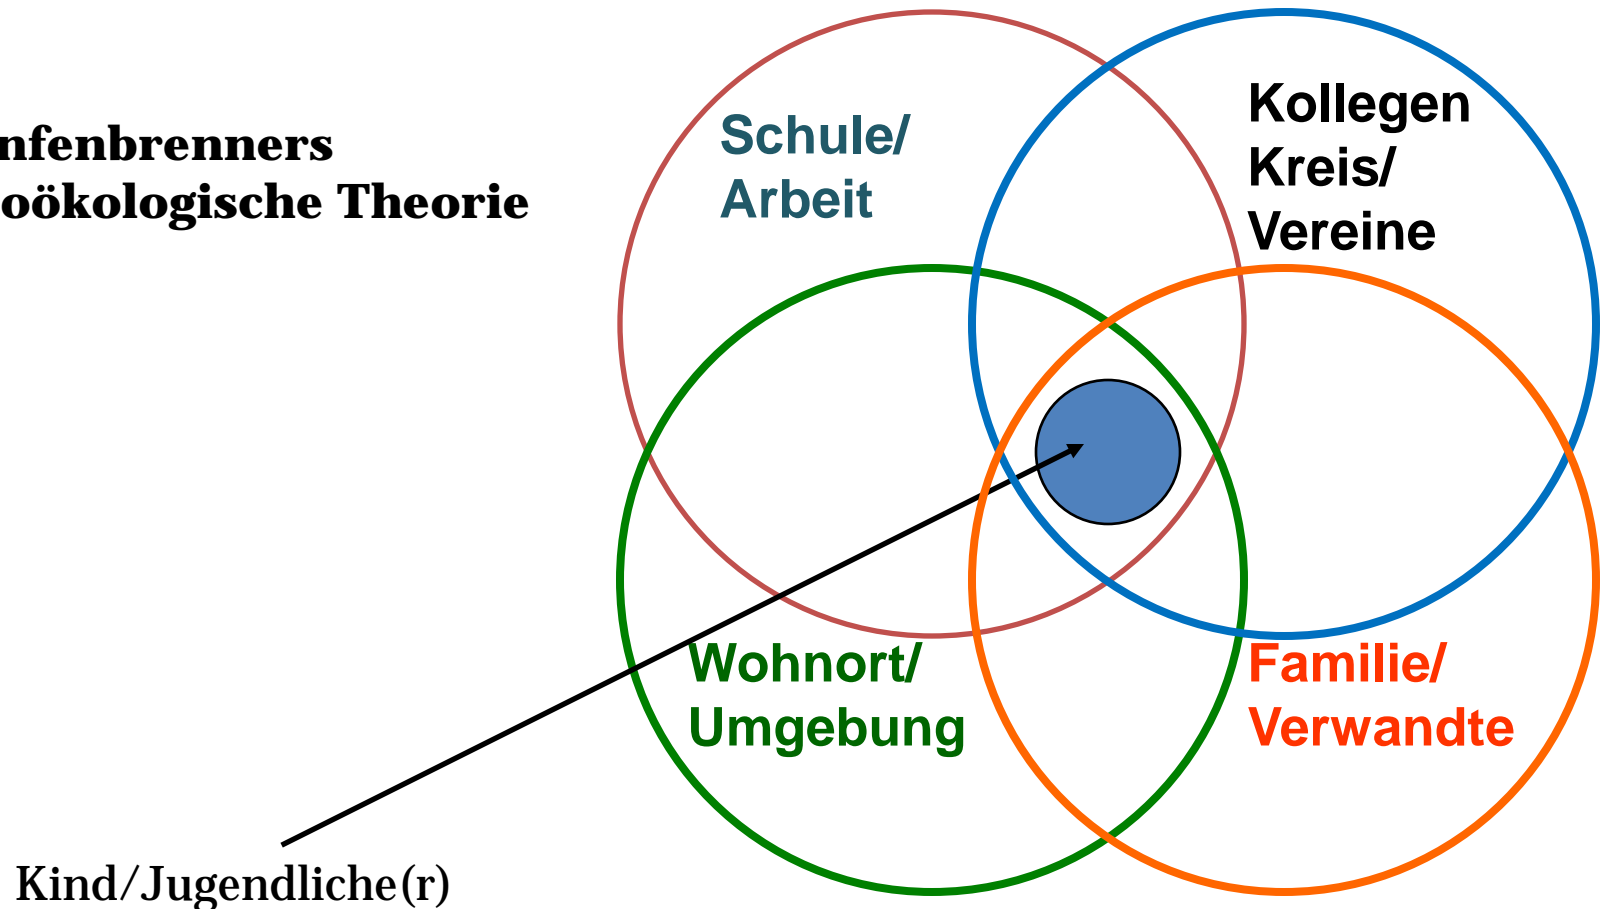 nfenbrenners
oökologische Theorie
Schule/
Arbeit
Kollegen
Kreis/
Vereine
Wohnort/
Umgebung
Familie/
Verwandte
Kind/Jugendliche(r)